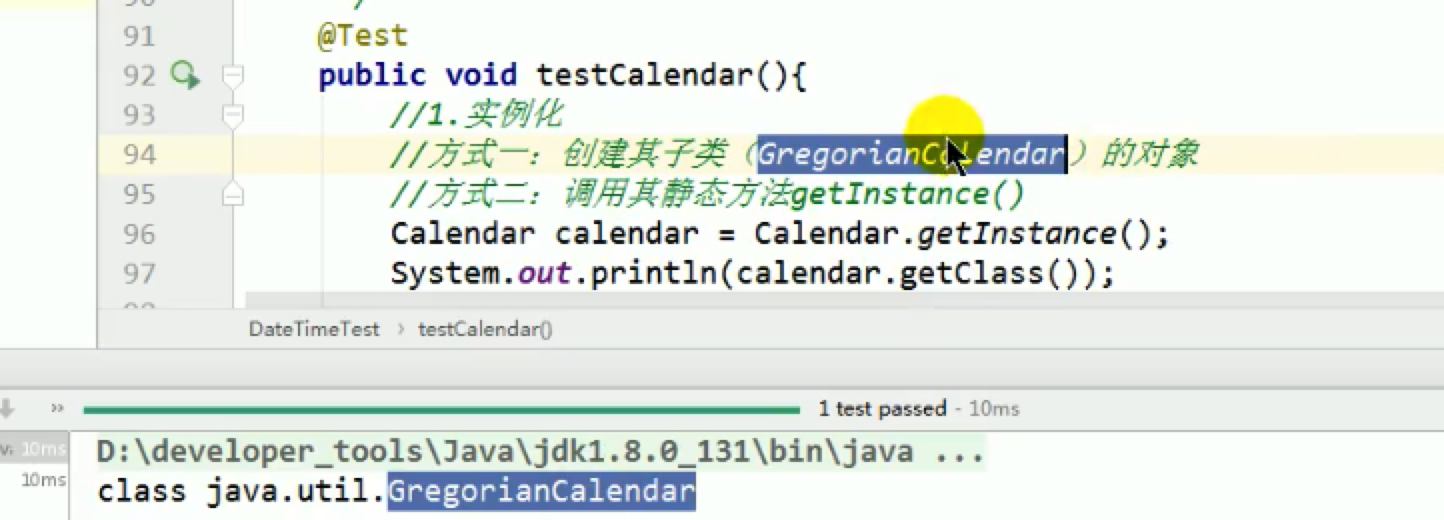 91 @Test
92 public void testCalendar(){
93 //1.实例化
94 //方式一：创建其子类（GregorianCalendar）的对象
95 //方式二：调用其静态方法getInstance()
96 Calendar calendar = Calendar.getInstance();
97 System.out.println(calendar.getClass());
DateTimeTest › testCalendar()
» 1 test passed - 10ms
10ms D:\developer_tools\Java\jdk1.8.0_131\bin\java ...
10ms class java.util.GregorianCalendar